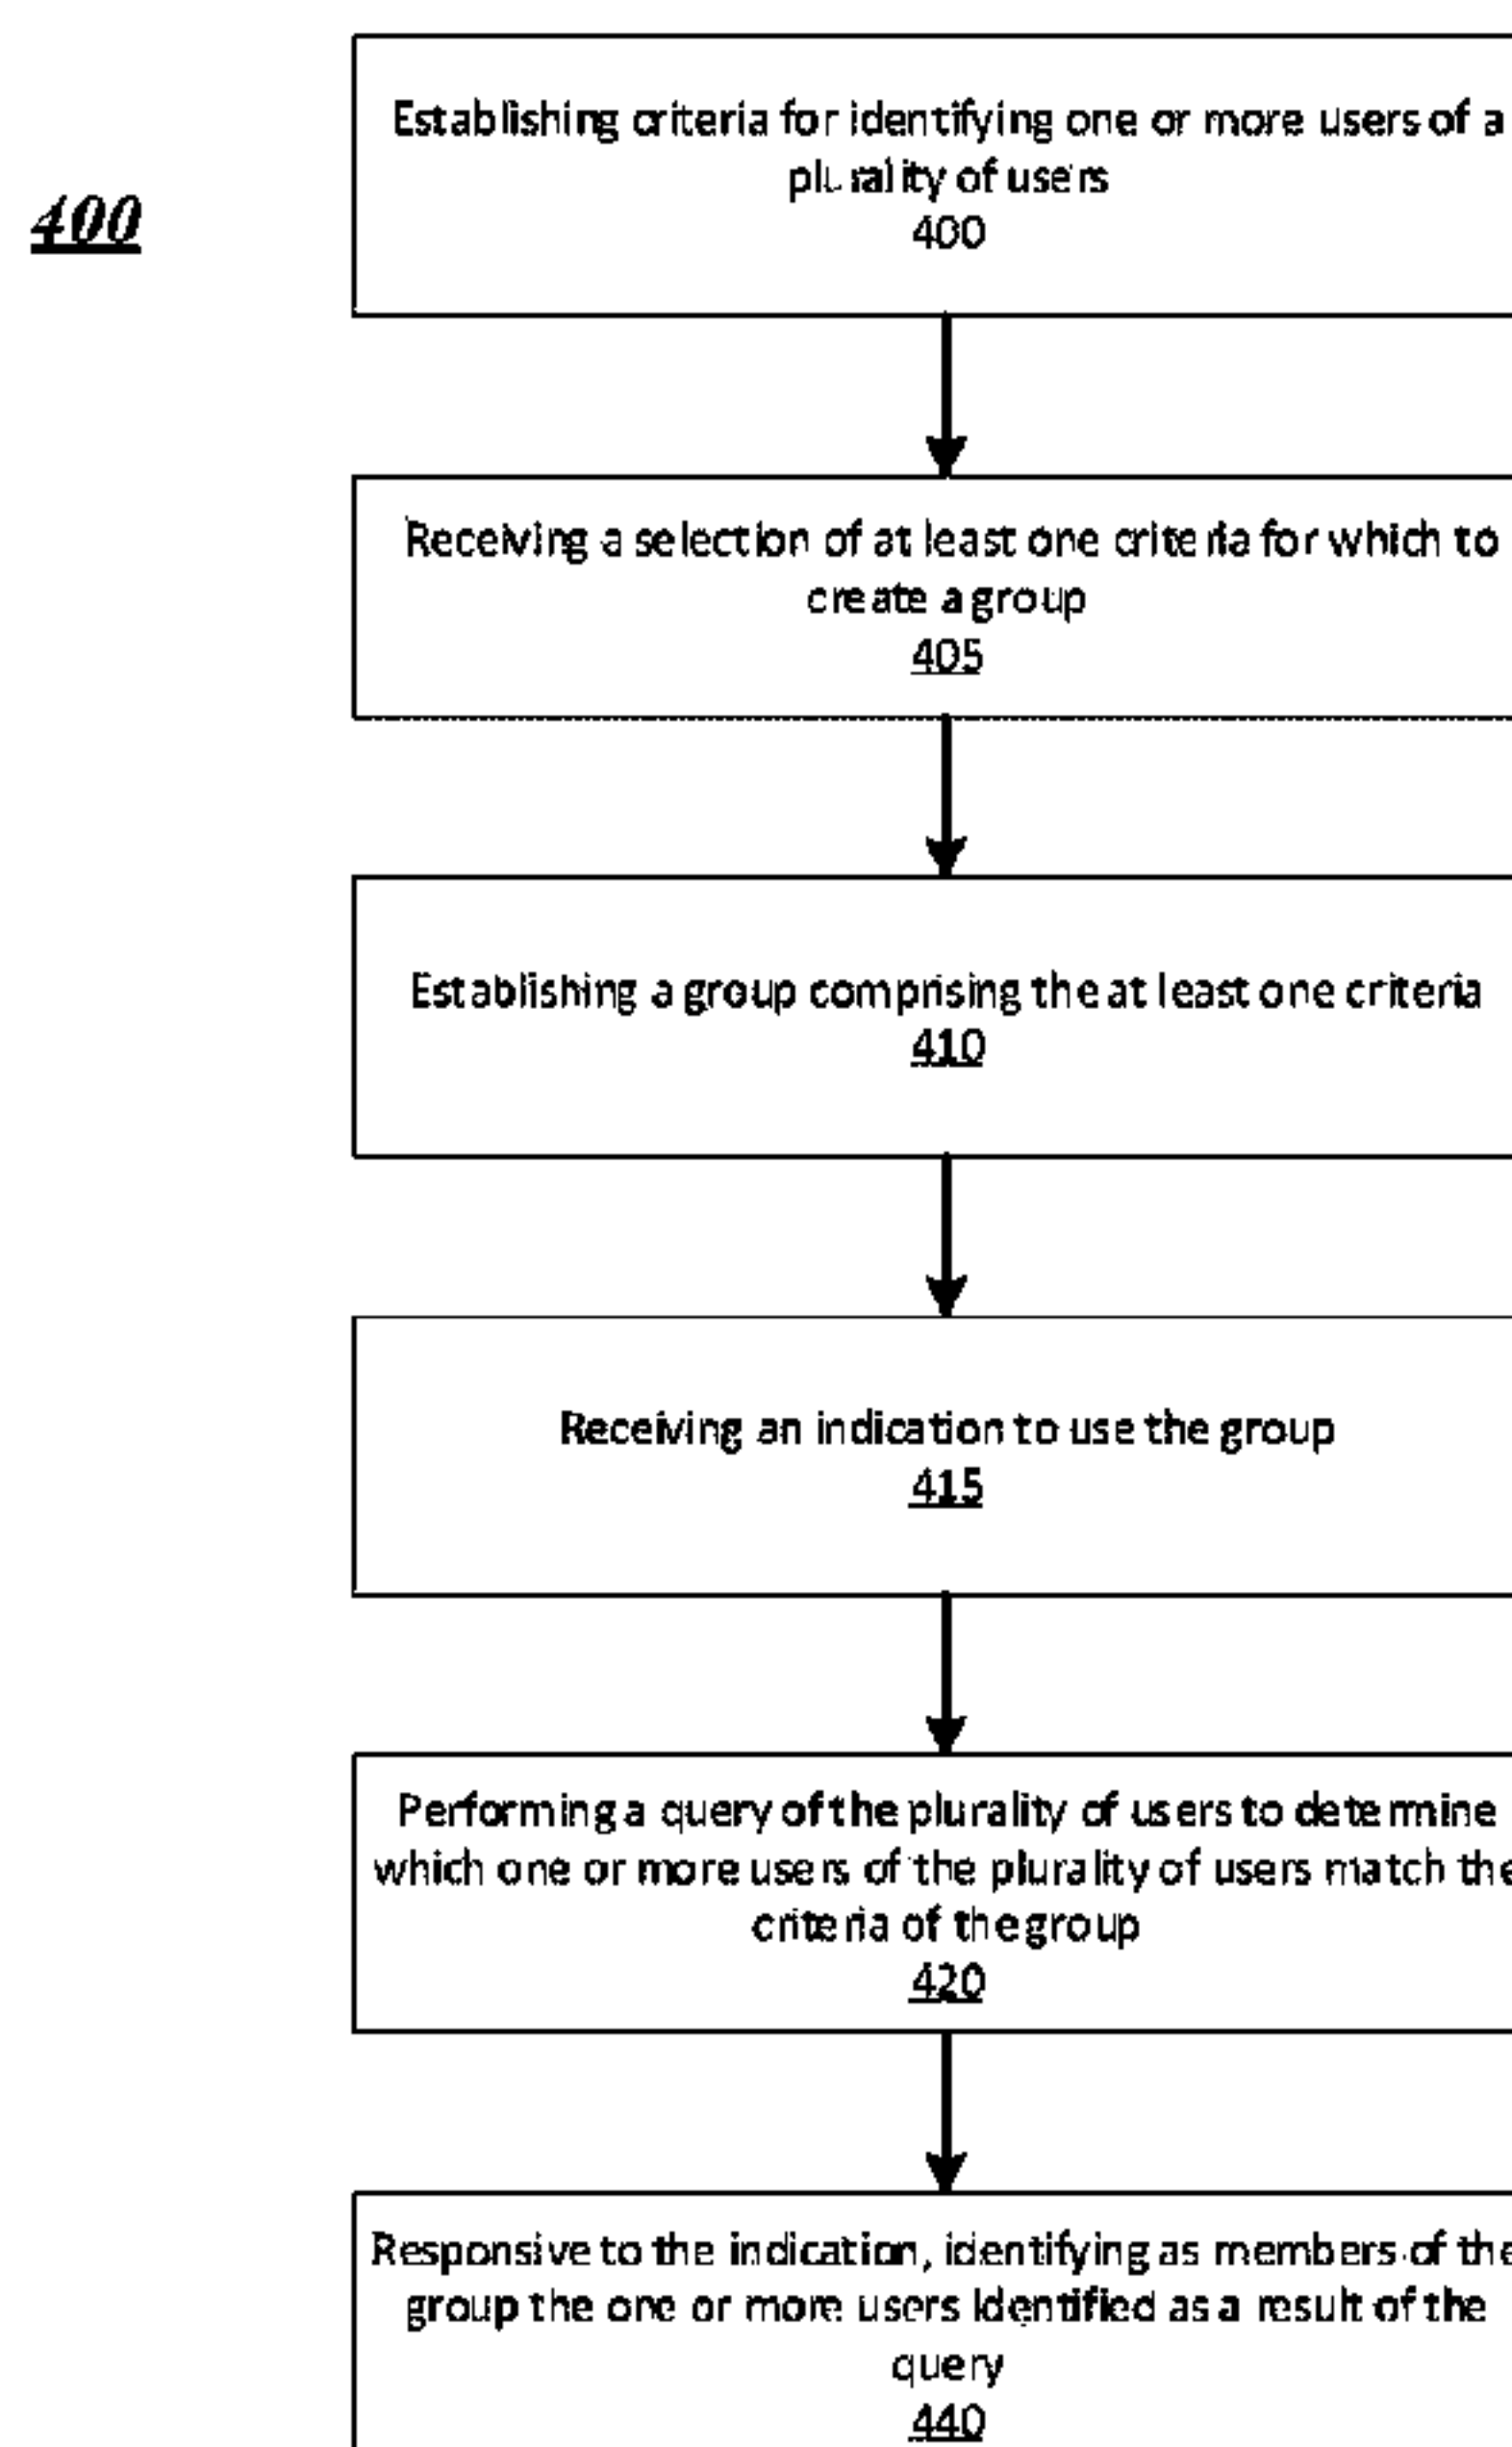 400
Establishing criteria for identifying one or more users of a
plurality of users
400
Receiving a selection of at least one criteria for which to
create a group
405
Establishing a group comprising the at least one criteria
410
Receiving an indication to use the group
415
Performing a query of the plurality of users to determine
which one or more users of the plurality of users match the
criteria of the group
420
Responsive to the indication, identifying as members of the
group the one or more users identified as a result of the
query
440